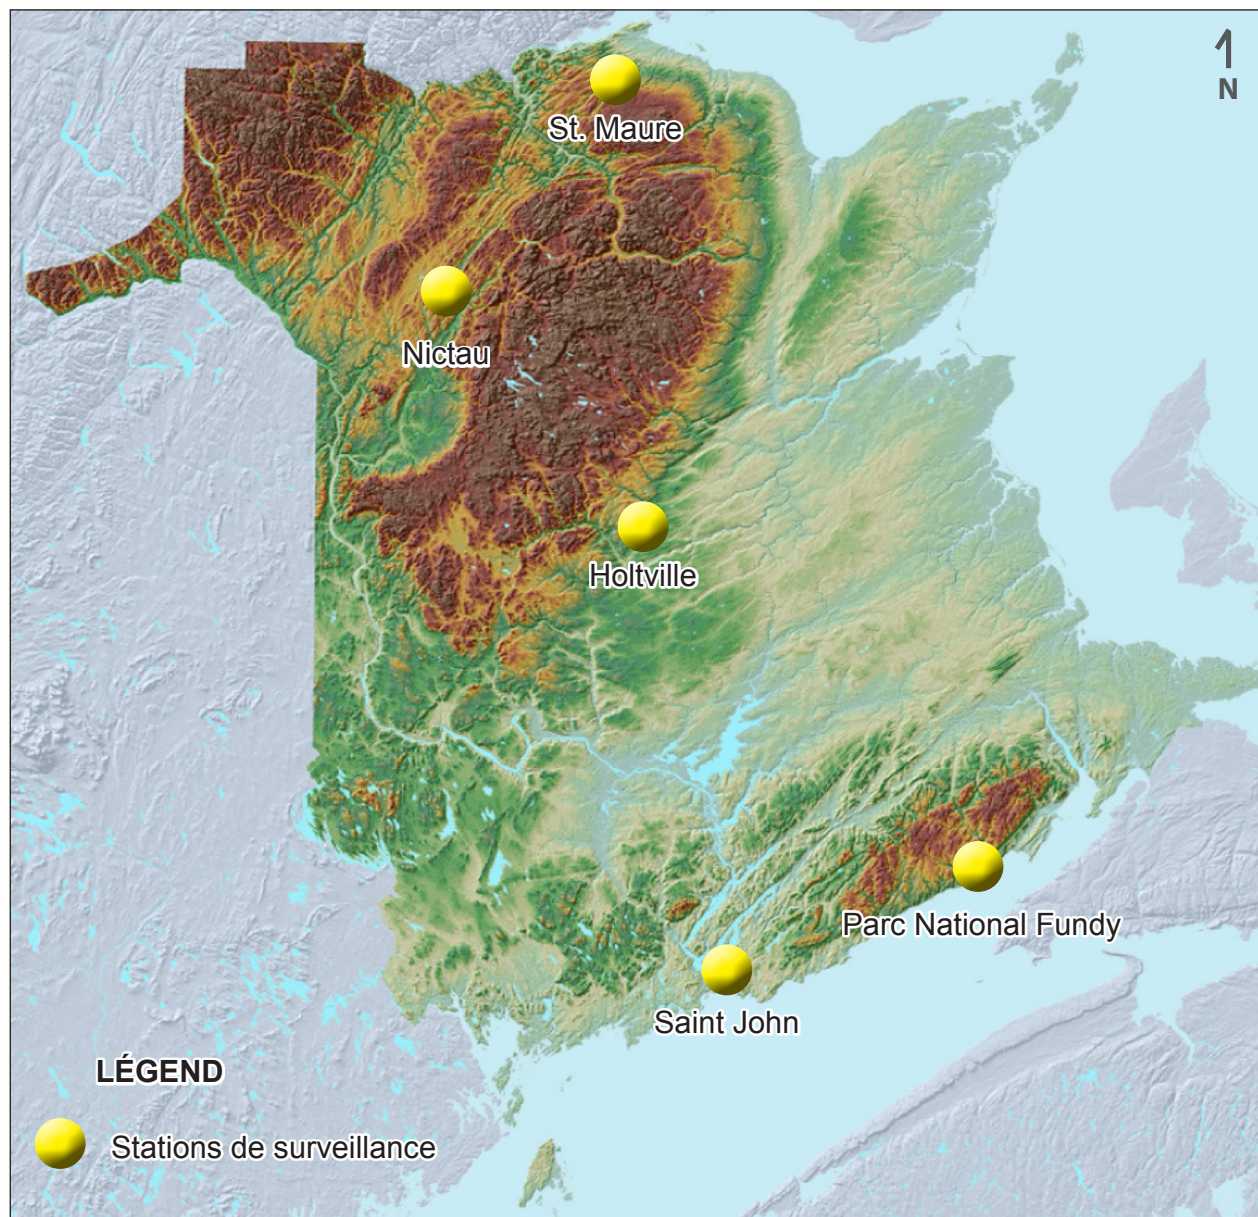 N
St. Maure
Nictau
Holtville
Parc National Fundy
Saint John
LÉGEND
Stations de surveillance